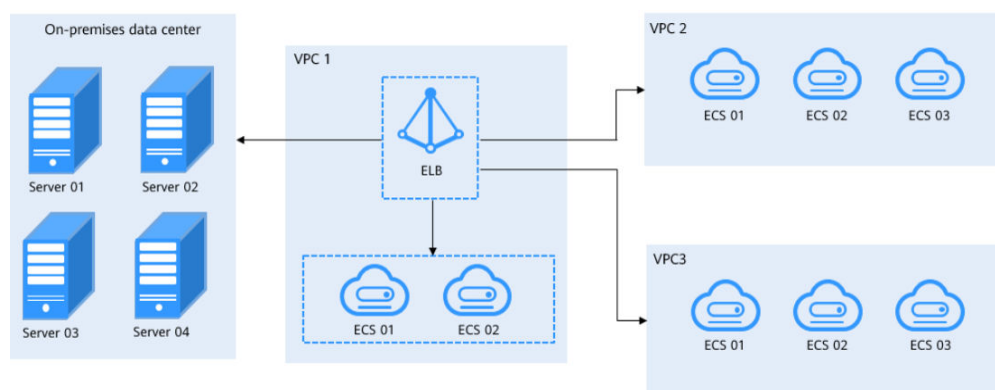 On-premises data center
Server 01
Server 02
Server 03
Server 04
VPC 1
ELB
ECS 01
ECS 02
VPC 2
ECS 01
ECS 02
ECS 03
VPC3
ECS 01
ECS 02
ECS 03